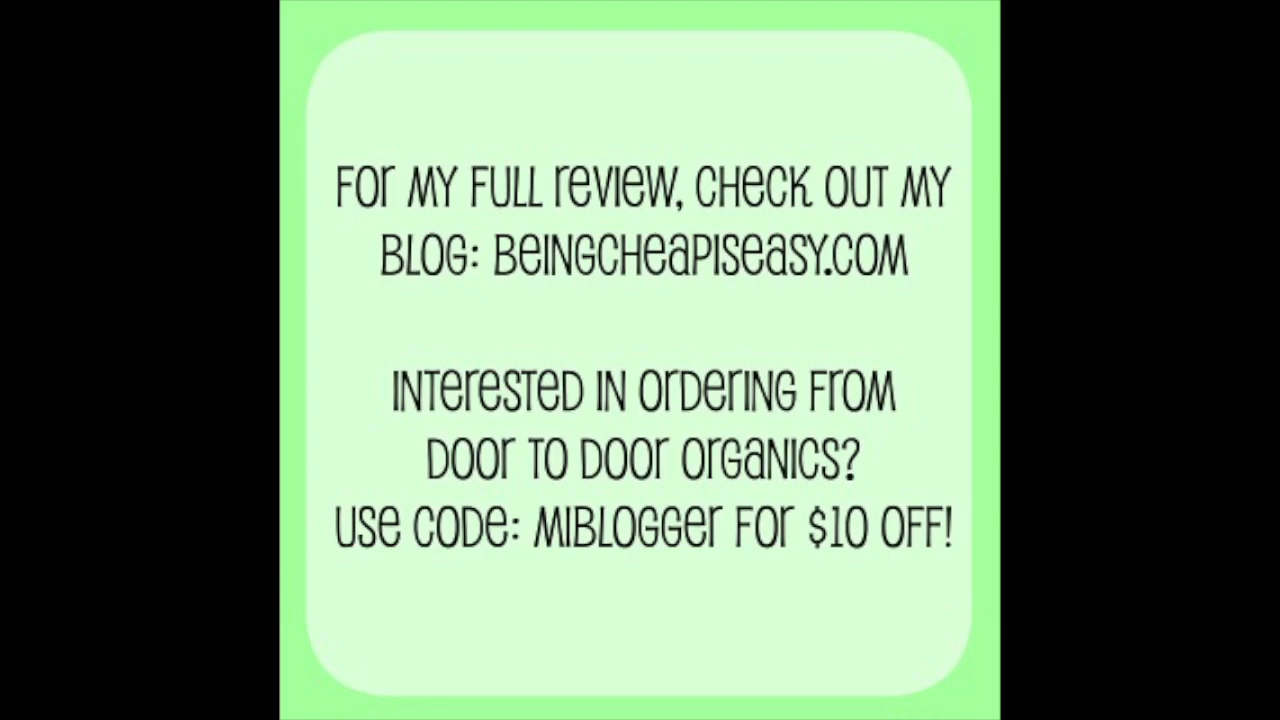 For my full review, check out my
blog: beingcheapiseasy.com
Interested in ordering from
Door to Door Organics?
Use code: MIBLOGGER for $10 off!